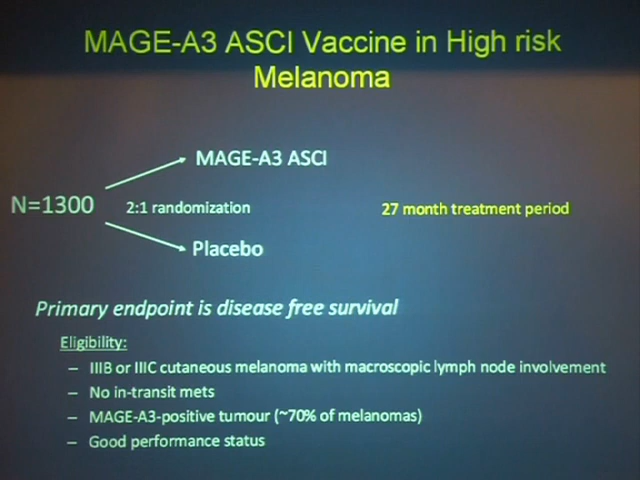 MAGE-A3 ASCI Vaccine in High risk
Melanoma
MAGE-A3 ASCI
N=1300
2:1 randomization
27 month treatment period
Placebo
Primary endpoint is disease free survival
Eligibility:
– IIIB or IIIC cutaneous melanoma with macroscopic lymph node involvement
– No in-transit mets
– MAGE-A3-positive tumour (~70% of melanomas)
– Good performance status